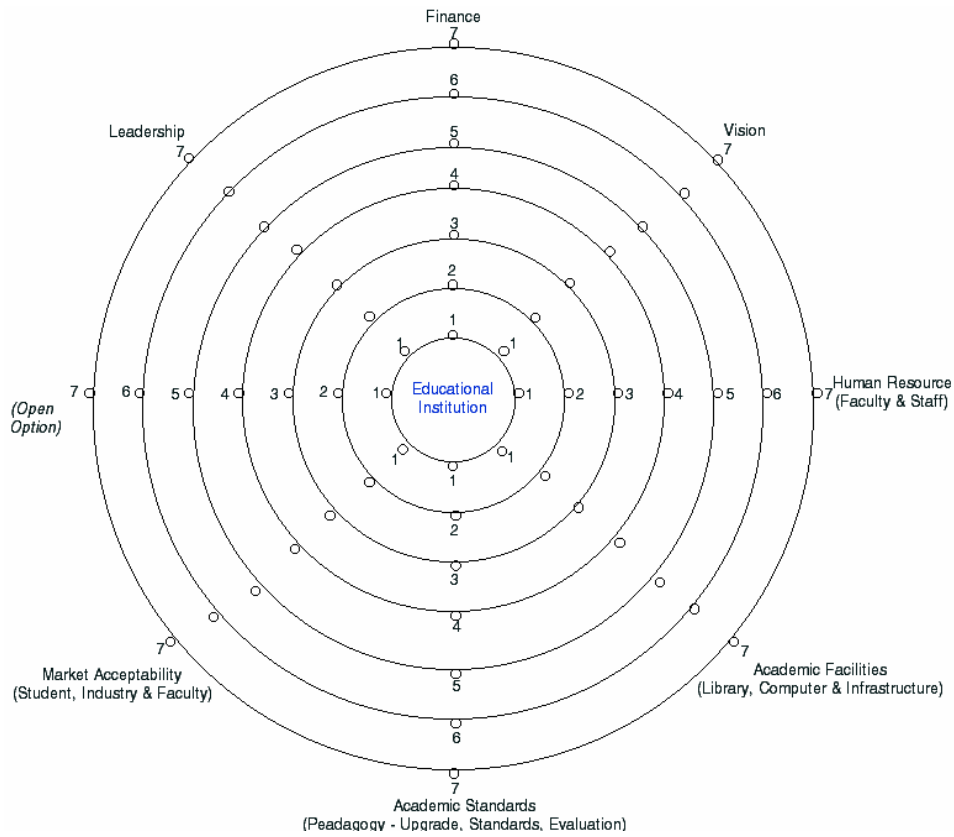 Finance
7
6
Leadership
Vision
7
7
5
4
3
2
1
1
1
7
6
5
4
3
2
1
Educational
Institution
1
2
3
4
5
6
7
Human Resource
(Faculty & Staff)
(Open
Option)
1
1
1
2
3
4
7
7
Market Acceptability
(Student, Industry & Faculty)
Academic Facilities
(Library, Computer & Infrastructure)
5
6
7
Academic Standards
(Peadagogy - Upgrade, Standards, Evaluation)